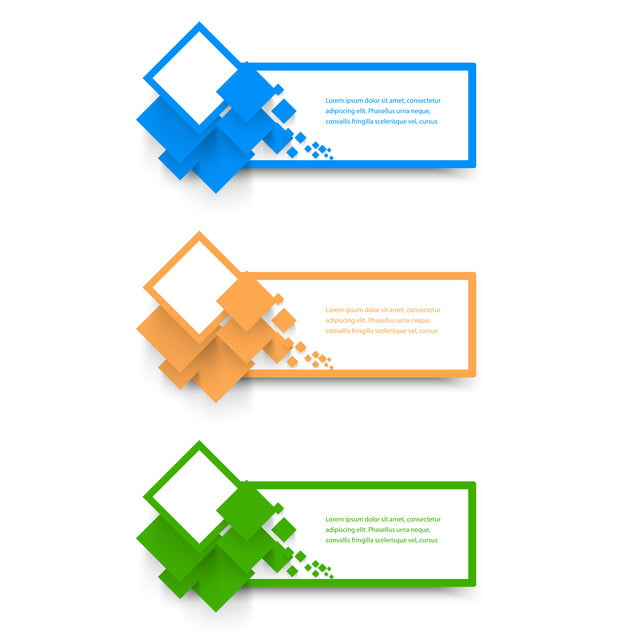 Lorem ipsum dolor sit amet, consectetur
adipiscing elit. Phasellus urna neque,
convallis fringilla scelerisque vel, cursus
Lorem ipsum dolor sit amet, consectetur
adipiscing elit. Phasellus urna neque,
convallis fringilla scelerisque vel, cursus
Lorem ipsum dolor sit amet, consectetur
adipiscing elit. Phasellus urna neque,
convallis fringilla scelerisque vel, cursus